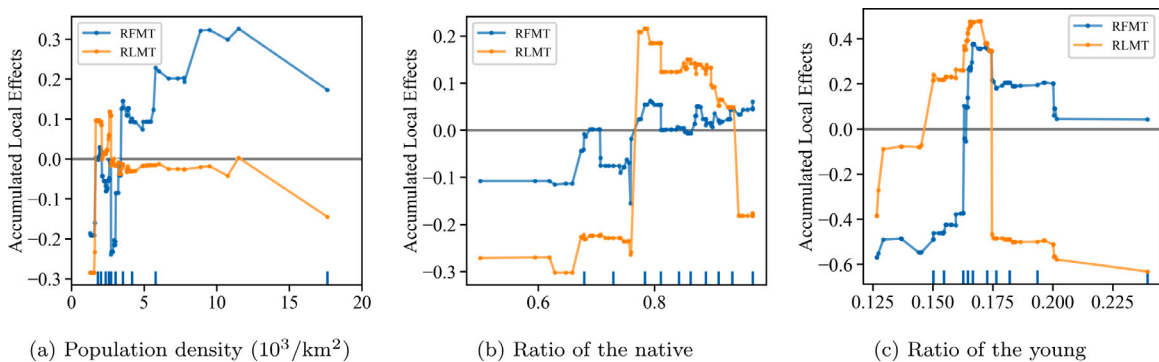 RFMT
RLMT
Accumulated Local Effects
0.3
0.2
0.1
0.0
−0.1
−0.2
−0.3
0 5 10 15 20
(a) Population density (10³/km²)
RFMT
RLMT
Accumulated Local Effects
0.2
0.1
0.0
−0.1
−0.2
−0.3
0.6 0.8
(b) Ratio of the native
RFMT
RLMT
Accumulated Local Effects
0.4
0.2
0.0
−0.2
−0.4
−0.6
0.125 0.150 0.175 0.200 0.225
(c) Ratio of the young